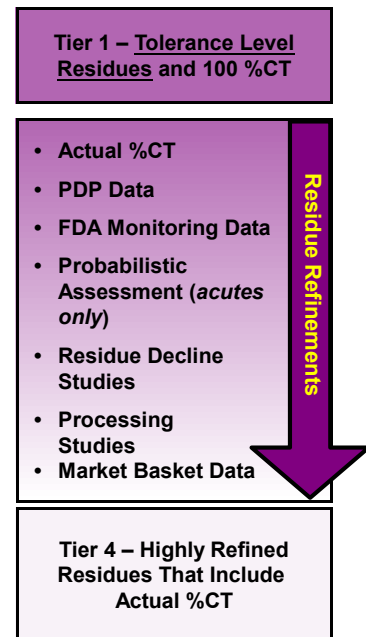 Tier 1 – Tolerance Level
Residues and 100 %CT
• Actual %CT
• PDP Data
• FDA Monitoring Data
• Probabilistic
Assessment (acutes
only)
• Residue Decline
Studies
• Processing
Studies
• Market Basket Data
Residue Refinements
Tier 4 – Highly Refined
Residues That Include
Actual %CT